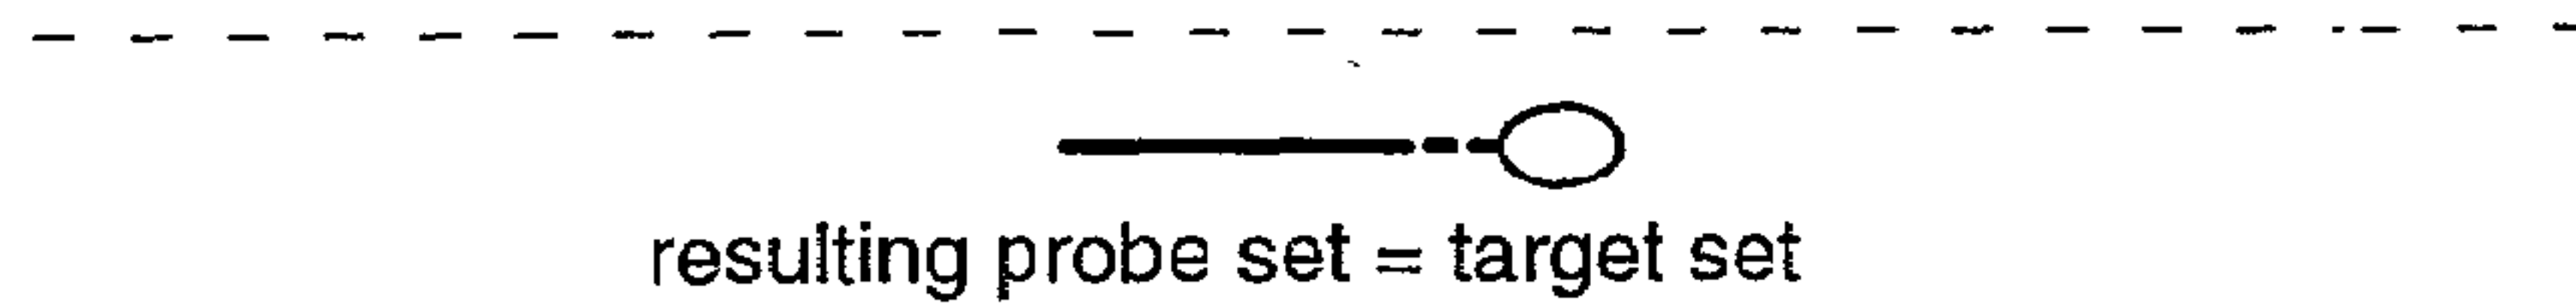 resulting probe set = target set